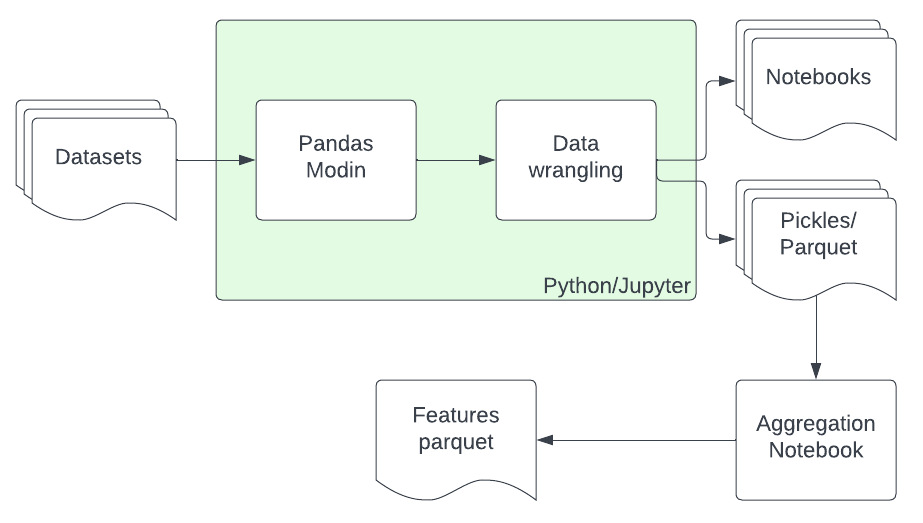 Datasets
Pandas
Modin
Data
wrangling
Python/Jupyter
Notebooks
Pickles/
Parquet
Aggregation
Notebook
Features
parquet